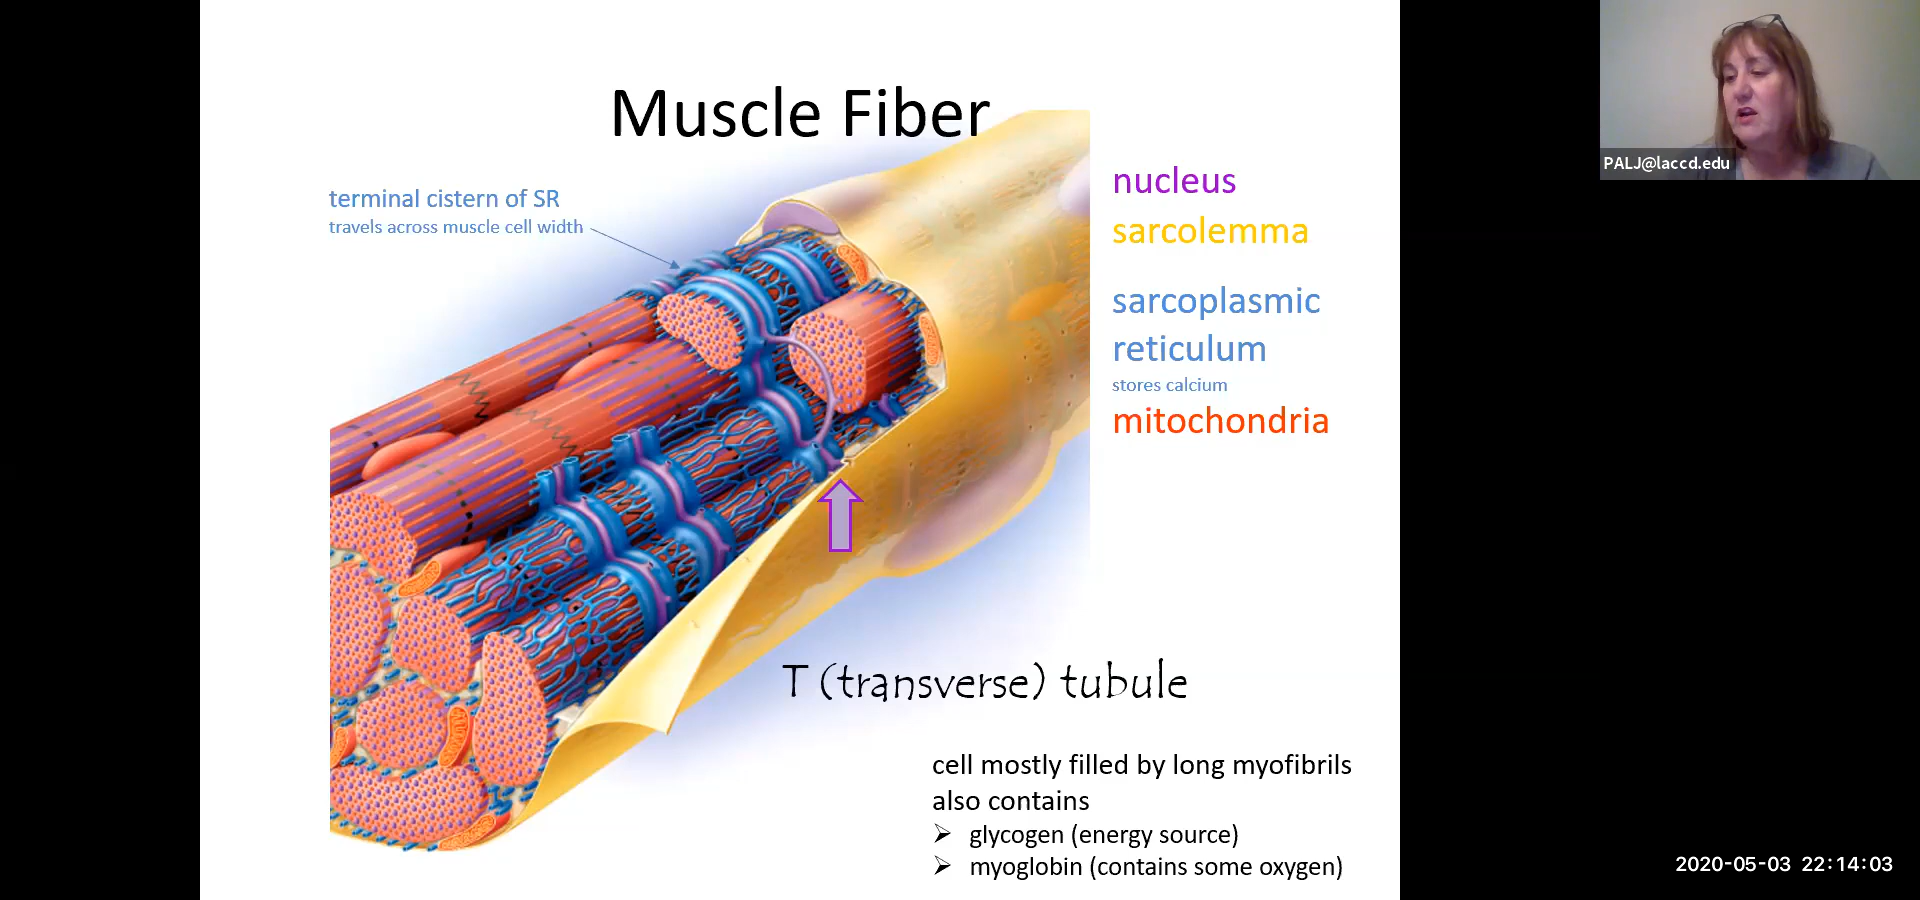 Muscle Fiber
terminal cistern of SR
travels across muscle cell width
nucleus
sarcolemma
sarcoplasmic
reticulum
stores calcium
mitochondria
T (transverse) tubule
cell mostly filled by long myofibrils
also contains
➢ glycogen (energy source)
➢ myoglobin (contains some oxygen)
PALJ@laccd.edu
2020-05-03 22:14:03